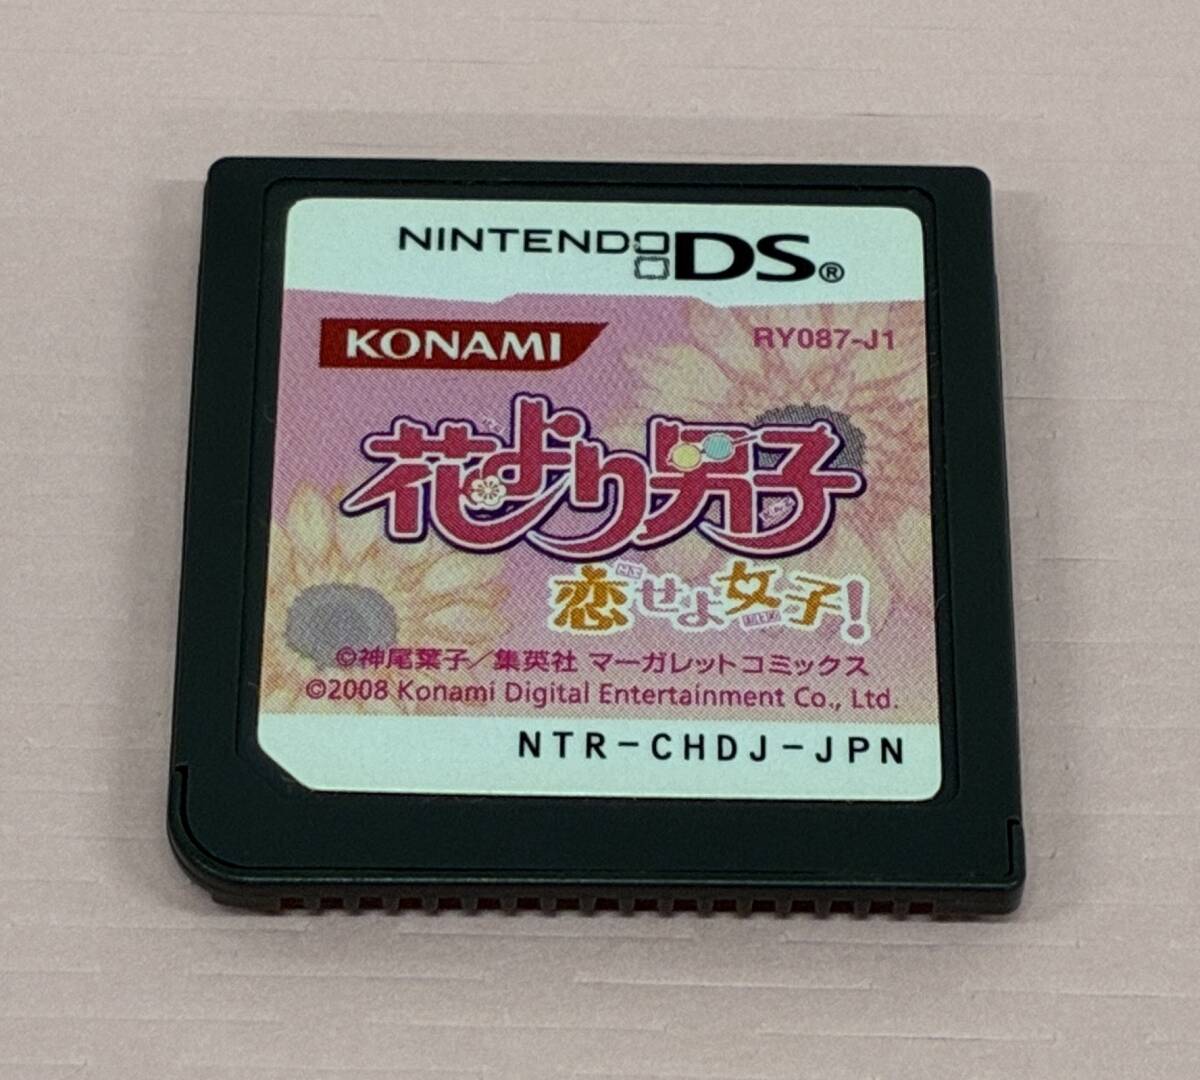 NINTENDO DS®
KONAMI
RY087-J1
花より男子
恋せよ女子!
©神尾葉子／集英社 マーガレットコミックス
©2008 Konami Digital Entertainment Co., Ltd.
NTR-CHDJ-JPN